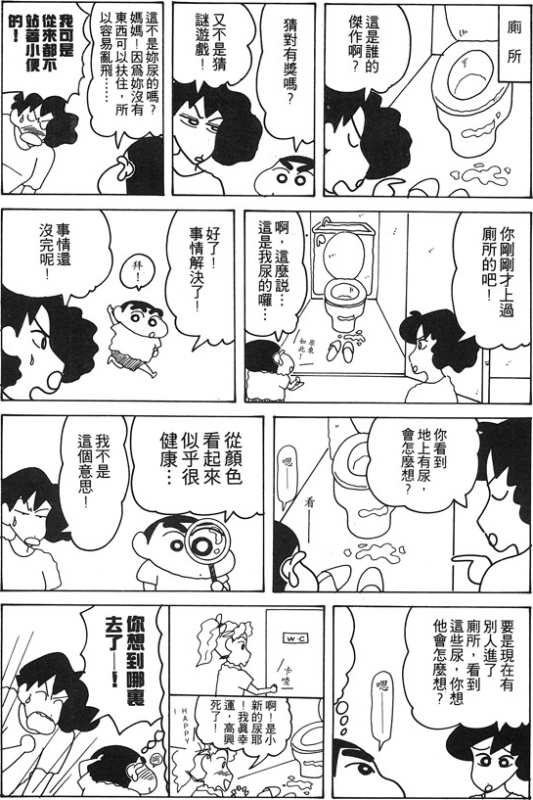 廁所
這是誰的
傑作啊？
猜對有獎嗎？
又不是猜
謎遊戲！
這不是妳尿的嗎？
媽媽！因為妳沒有
東西可以扶住，所
以容易亂飛……
我可是
從來都不
站著小便
的！
你剛剛才上過
廁所的吧！
啊，這麼說…
這是我尿的囉…
原來
如此！
好了！
事情解決了！
拜！
事情還
沒完呢！
你看到
地上有尿，
會怎麼想？
看——
嗯——
從顏色
看起來
似乎很
健康…
我不是
這個意思！
要是現在有
別人進了
廁所，看到
這些尿，你想
他會怎麼想？
嗯——
W·C
卡喳
啊！是小
新的尿耶
！我真幸
運，高興
死了！
HAPPY
你想到哪裏
去了——！